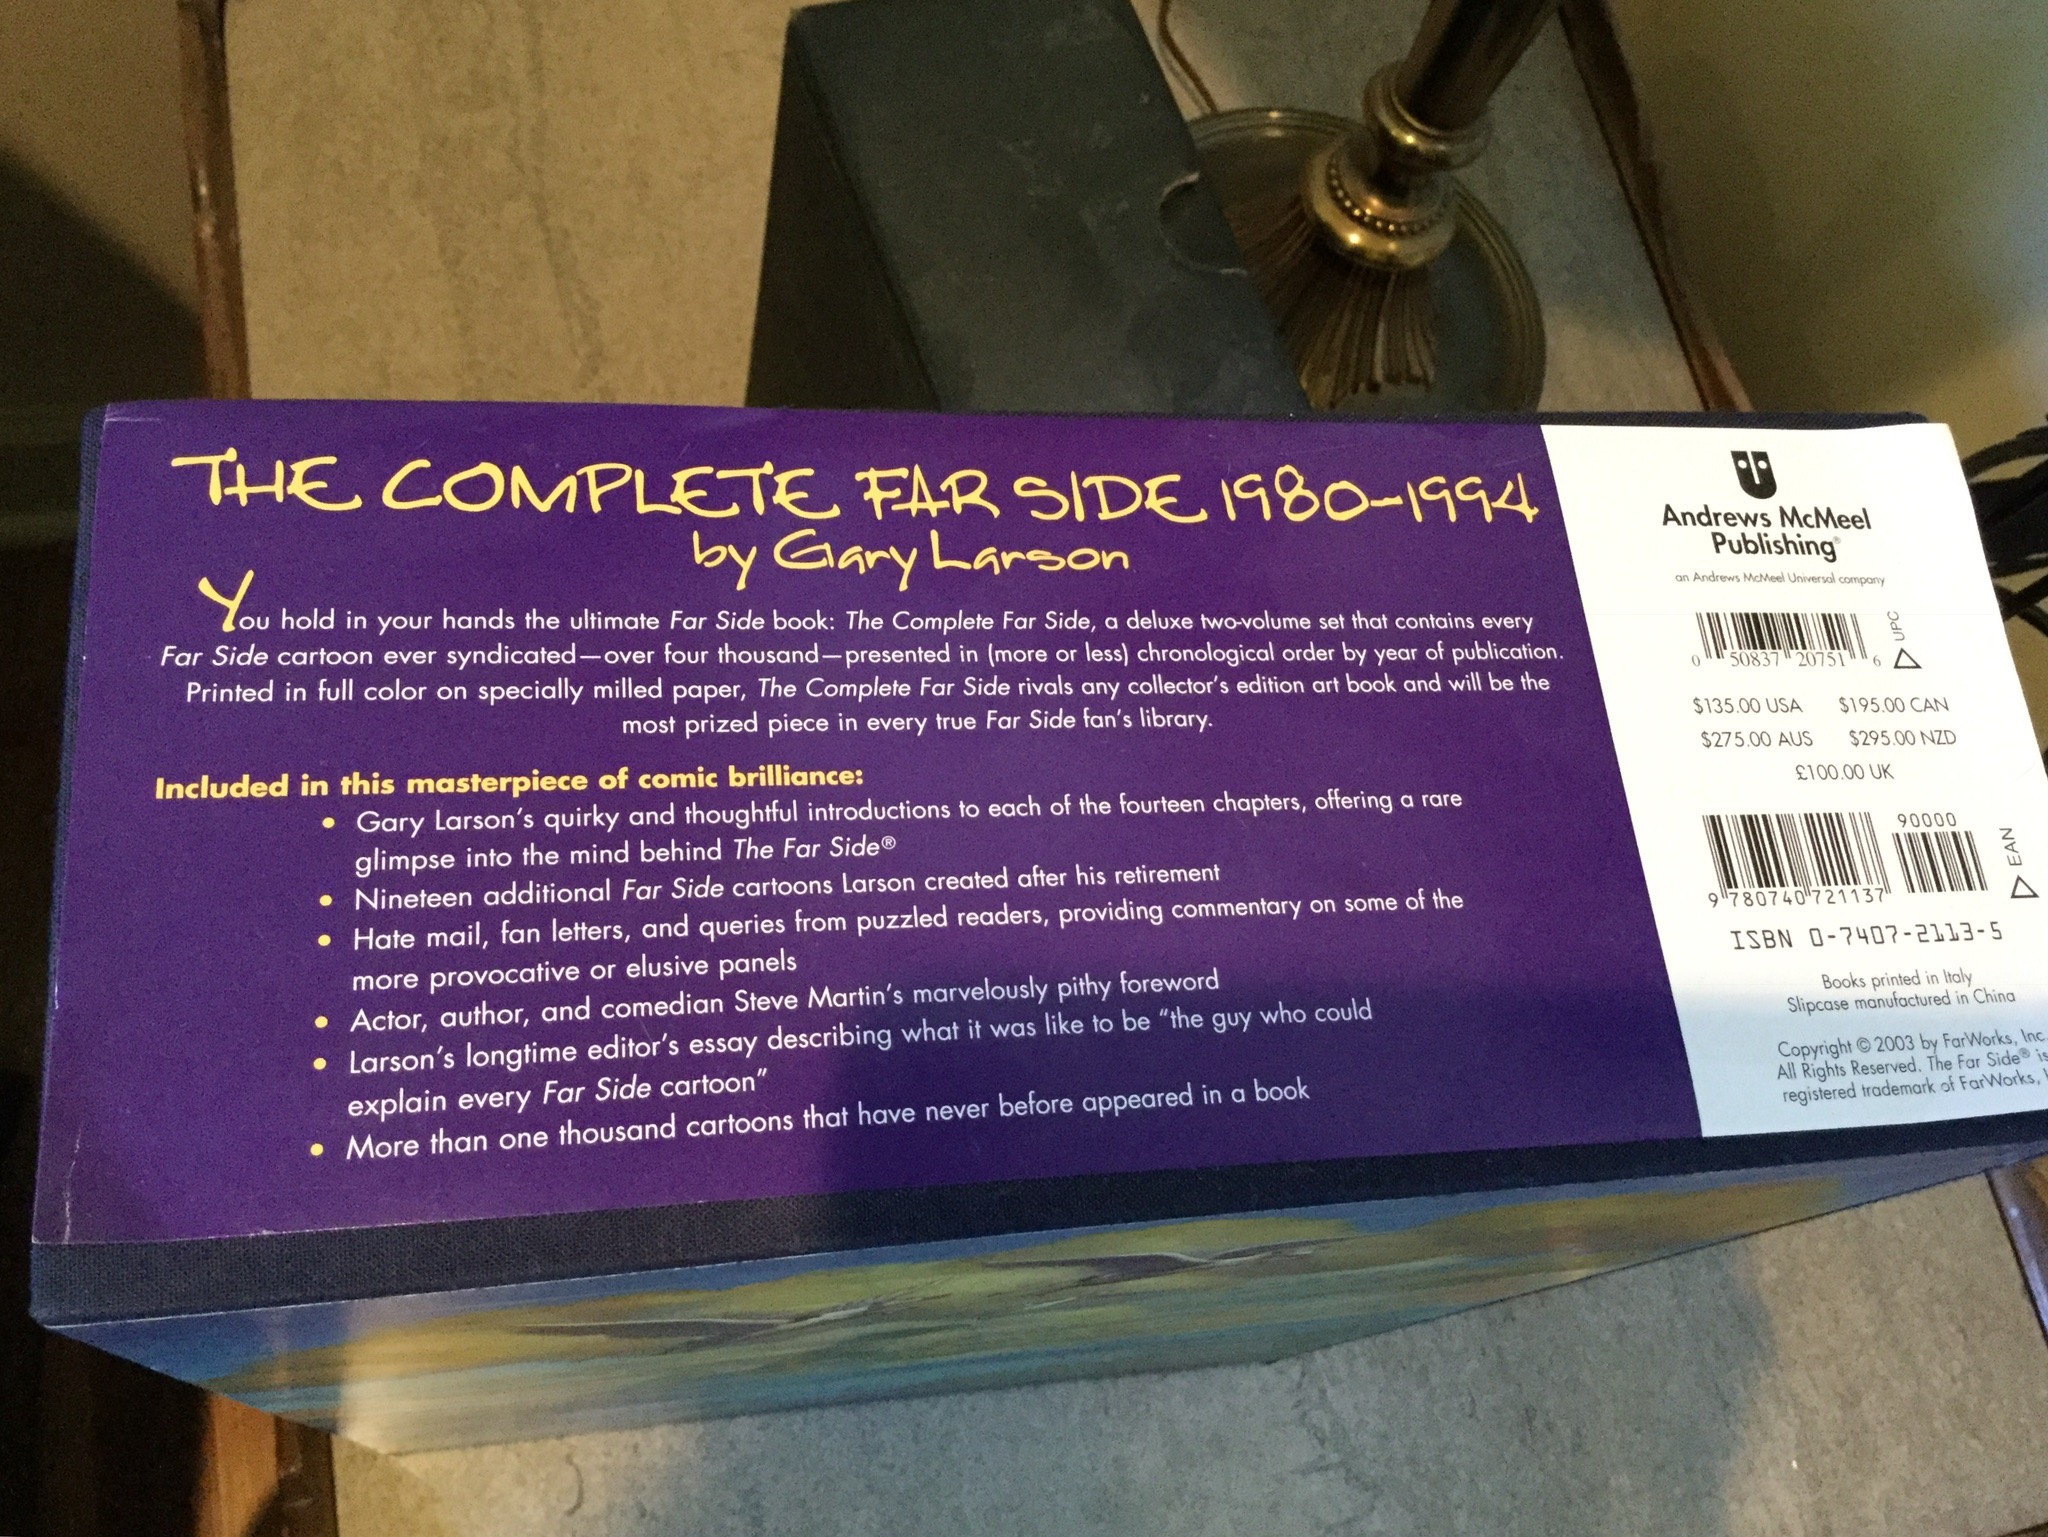 THE COMPLETE FAR SIDE 1980-1994
by Gary Larson
You hold in your hands the ultimate Far Side book: The Complete Far Side, a deluxe two-volume set that contains every
Far Side cartoon ever syndicated—over four thousand—presented in (more or less) chronological order by year of publication.
Printed in full color on specially milled paper, The Complete Far Side rivals any collector's edition art book and will be the
most prized piece in every true Far Side fan's library.
Included in this masterpiece of comic brilliance:
• Gary Larson's quirky and thoughtful introductions to each of the fourteen chapters, offering a rare
glimpse into the mind behind The Far Side®
• Nineteen additional Far Side cartoons Larson created after his retirement
• Hate mail, fan letters, and queries from puzzled readers, providing commentary on some of the
more provocative or elusive panels
• Actor, author, and comedian Steve Martin's marvelously pithy foreword
• Larson's longtime editor's essay describing what it was like to be "the guy who could
explain every Far Side cartoon"
• More than one thousand cartoons that have never before appeared in a book
Andrews McMeel
Publishing®
an Andrews McMeel Universal company
0 50837 20751 6
UPC
$135.00 USA $195.00 CAN
$275.00 AUS $295.00 NZD
£100.00 UK
90000
9 780740 721137
EAN
ISBN 0-7407-2113-5
Books printed in Italy
Slipcase manufactured in China
Copyright © 2003 by FarWorks, Inc.
All Rights Reserved. The Far Side® is
registered trademark of FarWorks,